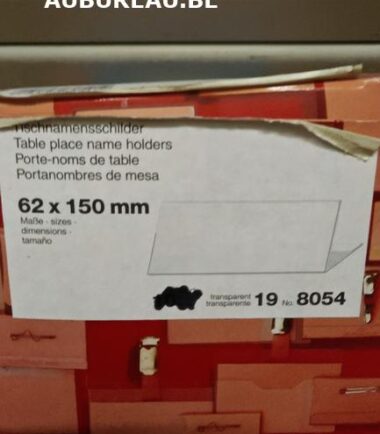 AUBUREAU.BE
Tischnamensschilder
Table place name holders
Porte-noms de table
Portanombres de mesa
62 x 150 mm
Maße - sizes -
dimensions -
tamaño
transparent
transparente 19 No. 8054